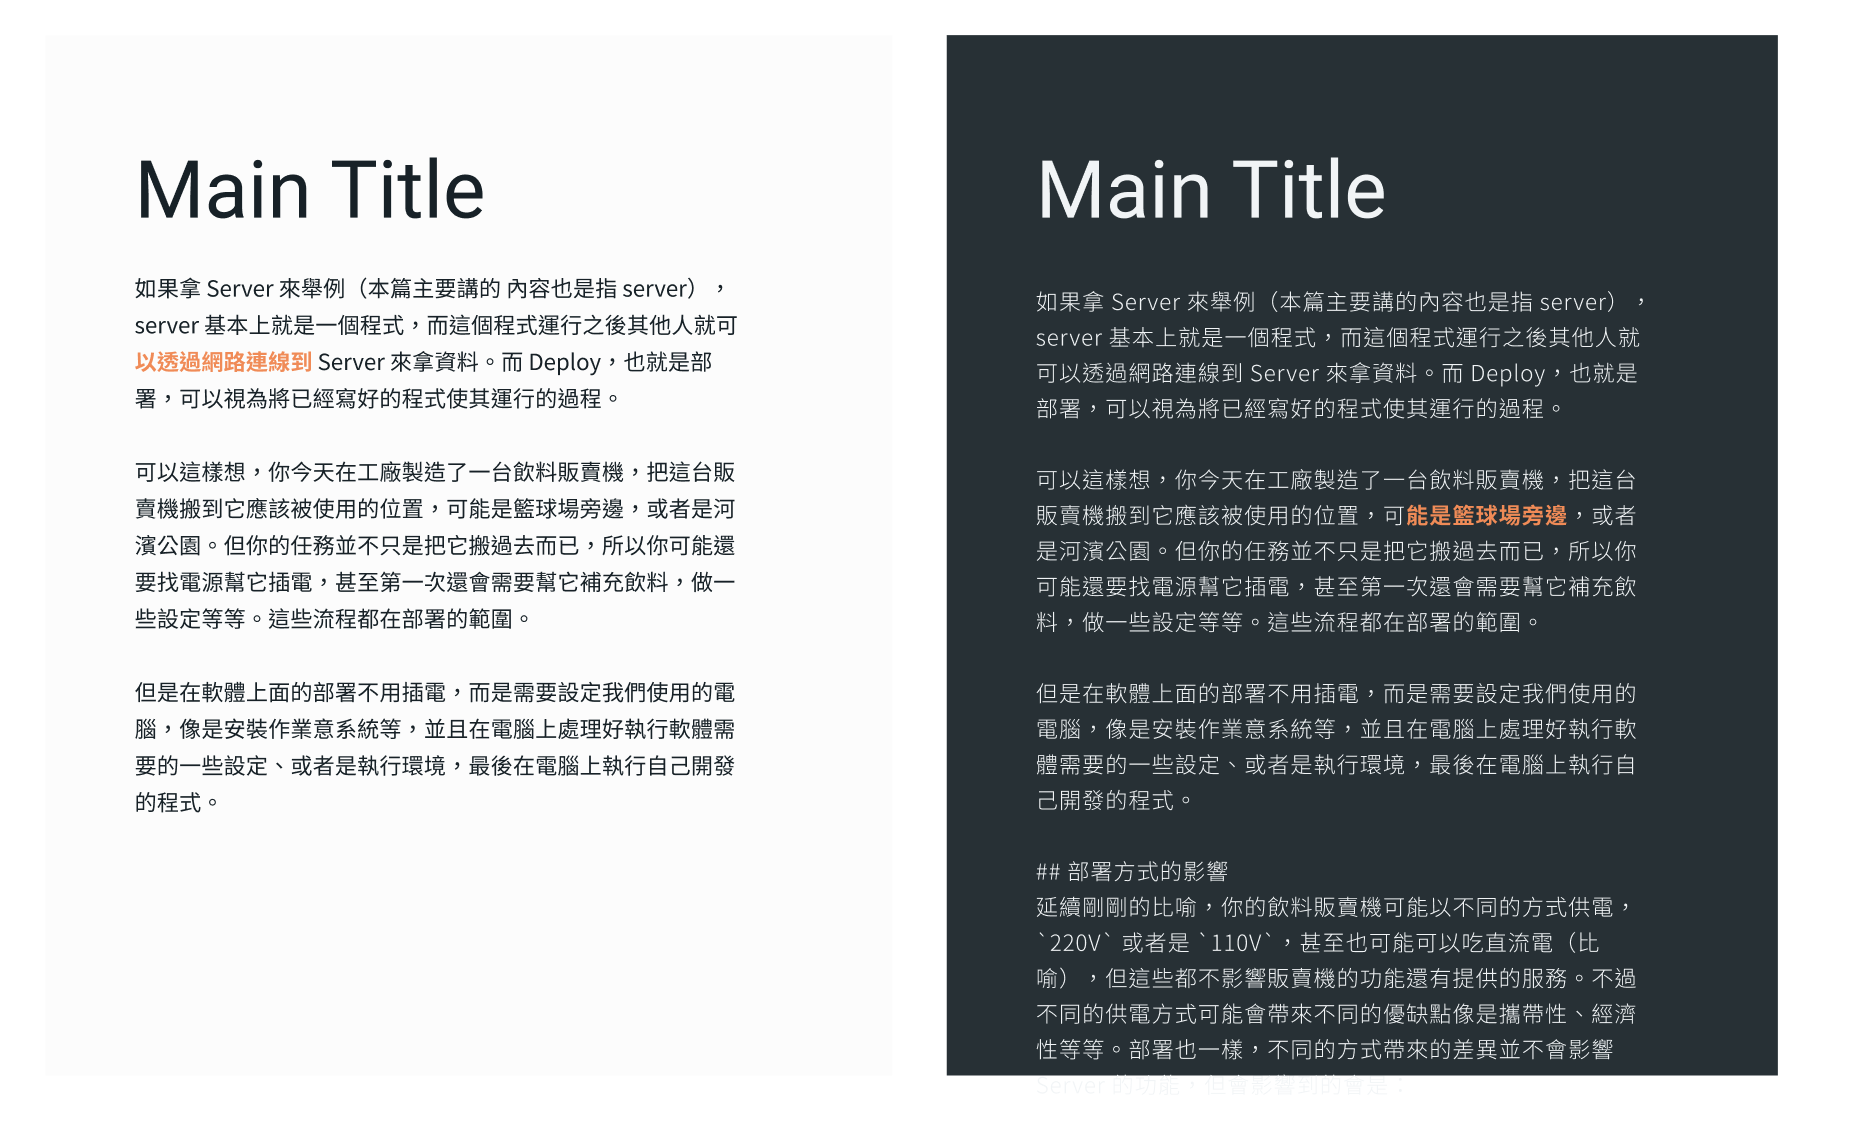 Main Title
如果拿 Server 來舉例（本篇主要講的 內容也是指 server），
server 基本上就是一個程式，而這個程式運行之後其他人就可
以透過網路連線到 Server 來拿資料。而 Deploy，也就是部
署，可以視為將已經寫好的程式使其運行的過程。
可以這樣想，你今天在工廠製造了一台飲料販賣機，把這台販
賣機搬到它應該被使用的位置，可能是籃球場旁邊，或者是河
濱公園。但你的任務並不只是把它搬過去而已，所以你可能還
要找電源幫它插電，甚至第一次還會需要幫它補充飲料，做一
些設定等等。這些流程都在部署的範圍。
但是在軟體上面的部署不用插電，而是需要設定我們使用的電
腦，像是安裝作業意系統等，並且在電腦上處理好執行軟體需
要的一些設定、或者是執行環境，最後在電腦上執行自己開發
的程式。
Main Title
如果拿 Server 來舉例（本篇主要講的內容也是指 server），
server 基本上就是一個程式，而這個程式運行之後其他人就
可以透過網路連線到 Server 來拿資料。而 Deploy，也就是
部署，可以視為將已經寫好的程式使其運行的過程。
可以這樣想，你今天在工廠製造了一台飲料販賣機，把這台
販賣機搬到它應該被使用的位置，可能是籃球場旁邊，或者
是河濱公園。但你的任務並不只是把它搬過去而已，所以你
可能還要找電源幫它插電，甚至第一次還會需要幫它補充飲
料，做一些設定等等。這些流程都在部署的範圍。
但是在軟體上面的部署不用插電，而是需要設定我們使用的
電腦，像是安裝作業意系統等，並且在電腦上處理好執行軟
體需要的一些設定、或者是執行環境，最後在電腦上執行自
己開發的程式。
## 部署方式的影響
延續剛剛的比喻，你的飲料販賣機可能以不同的方式供電，
`220V` 或者是 `110V`，甚至也可能可以吃直流電（比
喻），但這些都不影響販賣機的功能還有提供的服務。不過
不同的供電方式可能會帶來不同的優缺點像是攜帶性、經濟
性等等。部署也一樣，不同的方式帶來的差異並不會影響
Server 的功能，但會影響到的會是：